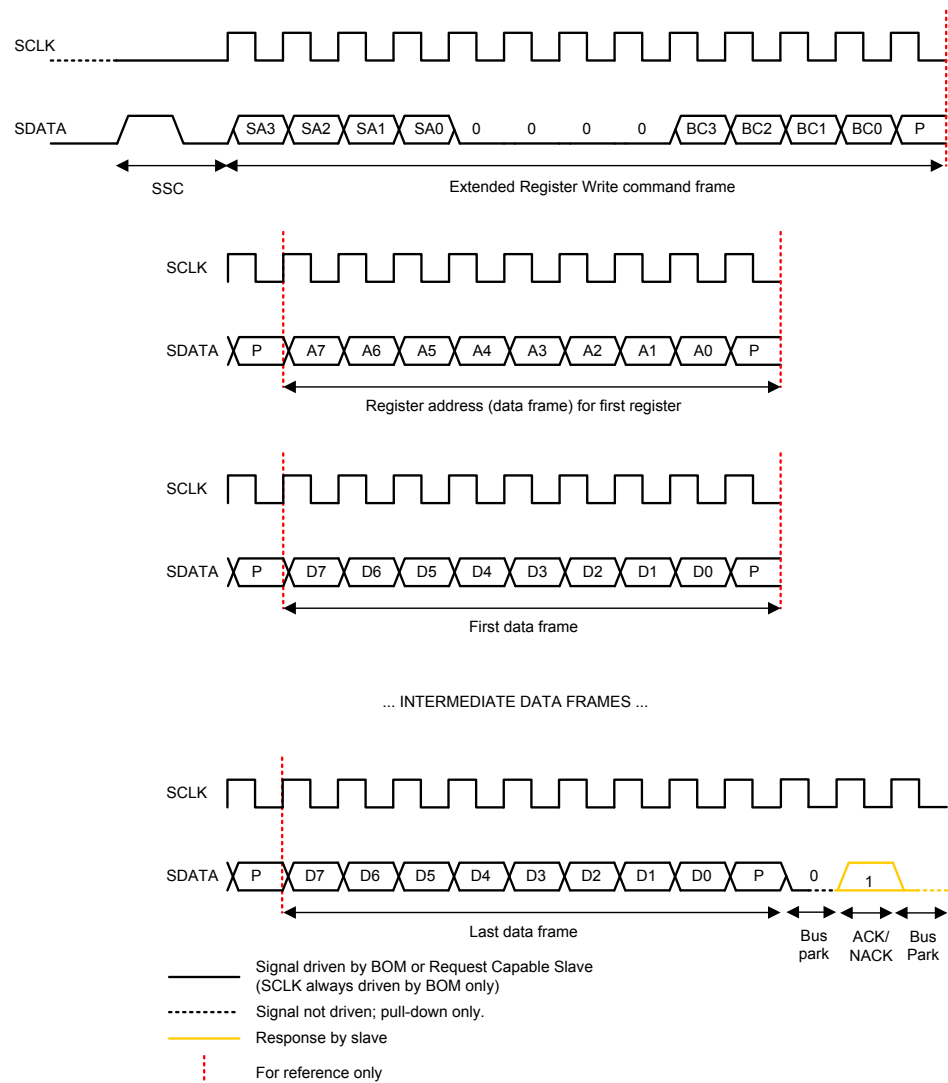 SCLK
SDATA
SA3 SA2 SA1 SA0 0 0 0 0 BC3 BC2 BC1 BC0 P
SSC
Extended Register Write command frame
SCLK
SDATA
P A7 A6 A5 A4 A3 A2 A1 A0 P
Register address (data frame) for first register
SCLK
SDATA
P D7 D6 D5 D4 D3 D2 D1 D0 P
First data frame
... INTERMEDIATE DATA FRAMES ...
SCLK
SDATA
P D7 D6 D5 D4 D3 D2 D1 D0 P 0 1
Last data frame
Bus park
ACK/ NACK
Bus Park
Signal driven by BOM or Request Capable Slave
(SCLK always driven by BOM only)
Signal not driven; pull-down only.
Response by slave
For reference only